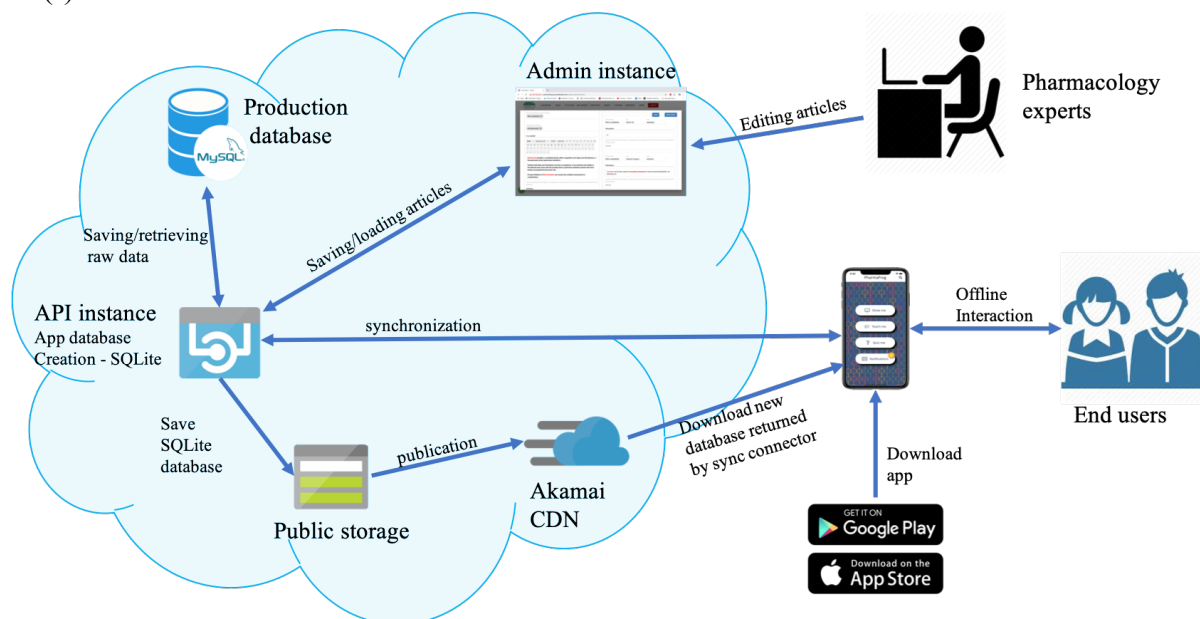 Admin instance
Production
database
MySQL
Editing articles
Pharmacology
experts
Saving/retrieving
raw data
Saving/loading articles
API instance
App database
Creation - SQLite
synchronization
PharmaFrog
Offline
Interaction
End users
Save
SQLite
database
publication
Download new
database returned
by sync connector
Akamai
CDN
Public storage
Download
app
GET IT ON
Google Play
Download on the
App Store